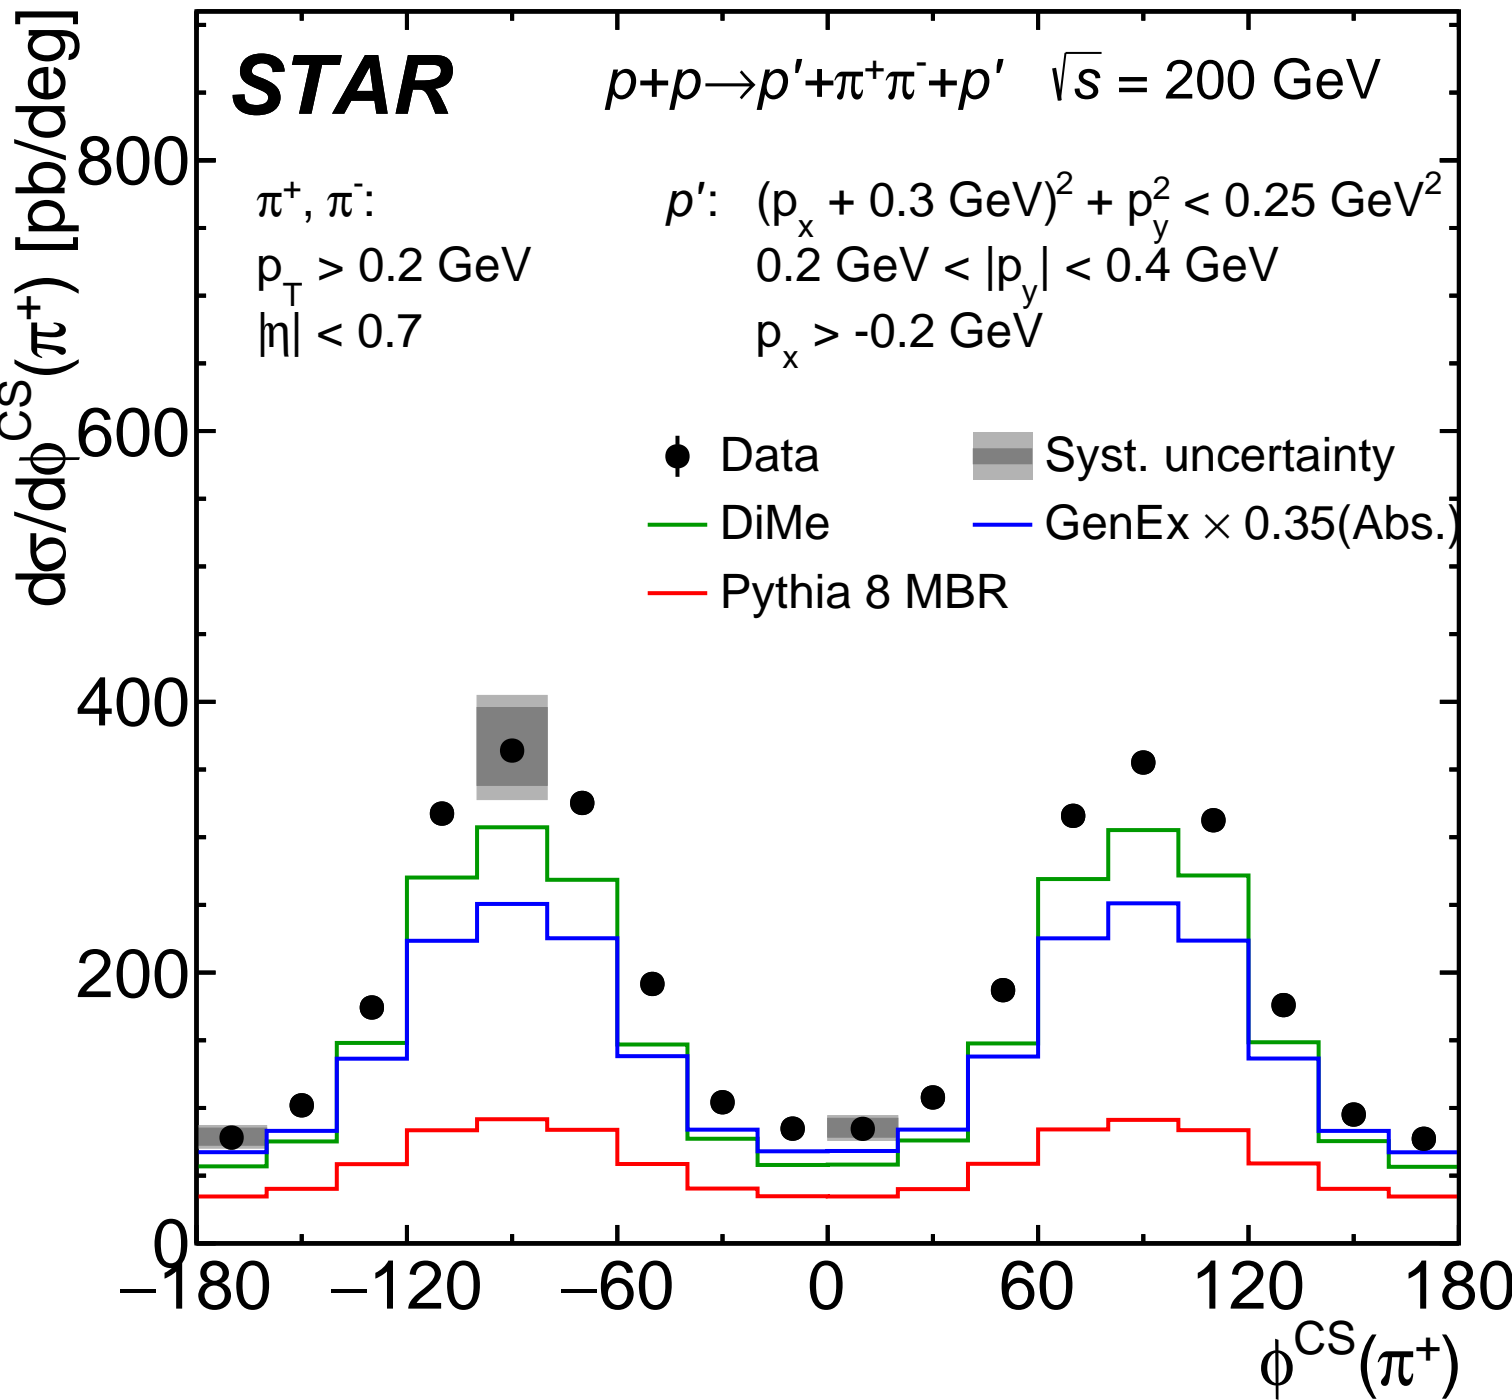 STAR p+p→p′+π⁺π⁻+p′ √s = 200 GeV
π⁺, π⁻: p′: (pₓ + 0.3 GeV)² + p_y² < 0.25 GeV²
p_T > 0.2 GeV 0.2 GeV < |p_y| < 0.4 GeV
|η| < 0.7 pₓ > -0.2 GeV
Data Syst. uncertainty
DiMe GenEx × 0.35(Abs.)
Pythia 8 MBR
dσ/dφ^CS(π⁺) [pb/deg]
800
600
400
200
0
−180 −120 −60 0 60 120 180
φ^CS(π⁺)